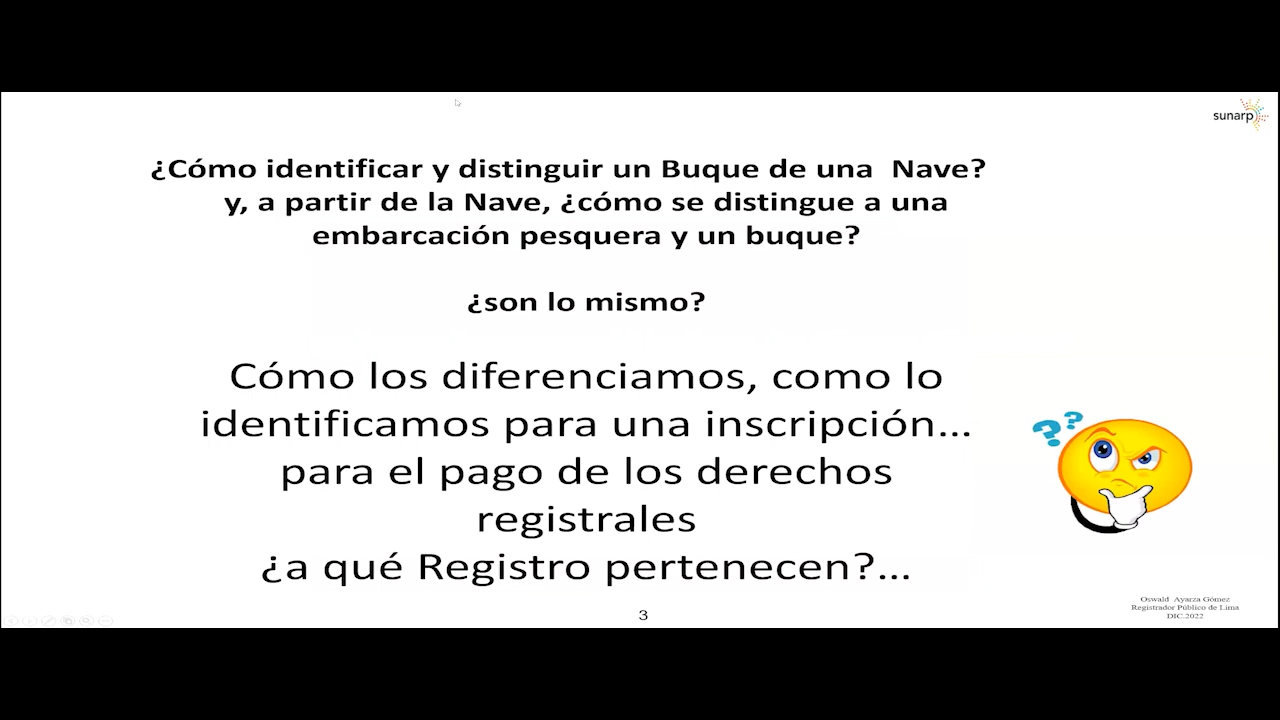 sunarp
¿Cómo identificar y distinguir un Buque de una  Nave?
y, a partir de la Nave, ¿cómo se distingue a una
embarcación pesquera y un buque?
¿son lo mismo?
Cómo los diferenciamos, como lo
identificamos para una inscripción...
para el pago de los derechos
registrales
¿a qué Registro pertenecen?...
??
Oswald  Ayarza Gómez
Registrador Público de Lima
DIC.2022
3